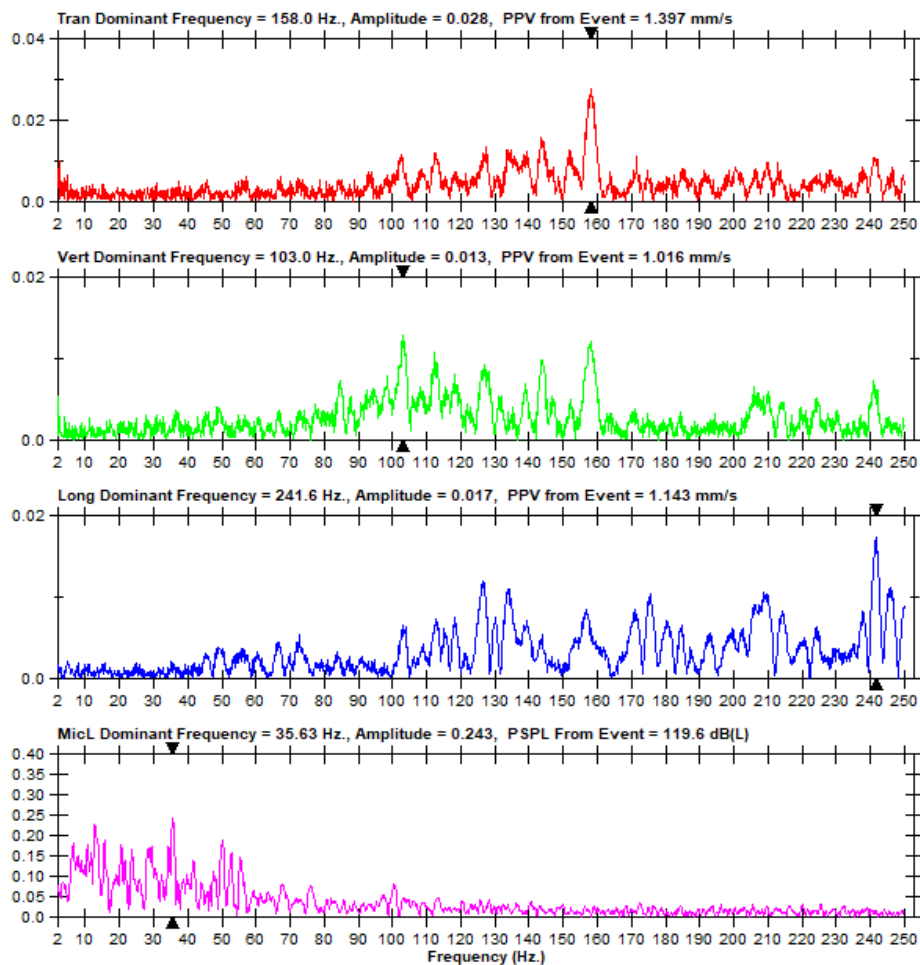 Tran Dominant Frequency = 158.0 Hz., Amplitude = 0.028, PPV from Event = 1.397 mm/s
0.04
0.02
0.0
2 10 20 30 40 50 60 70 80 90 100 110 120 130 140 150 160 170 180 190 200 210 220 230 240 250
Vert Dominant Frequency = 103.0 Hz., Amplitude = 0.013, PPV from Event = 1.016 mm/s
0.02
0.0
2 10 20 30 40 50 60 70 80 90 100 110 120 130 140 150 160 170 180 190 200 210 220 230 240 250
Long Dominant Frequency = 241.6 Hz., Amplitude = 0.017, PPV from Event = 1.143 mm/s
0.02
0.0
2 10 20 30 40 50 60 70 80 90 100 110 120 130 140 150 160 170 180 190 200 210 220 230 240 250
MicL Dominant Frequency = 35.63 Hz., Amplitude = 0.243, PSPL From Event = 119.6 dB(L)
0.40
0.35
0.30
0.25
0.20
0.15
0.10
0.05
0.0
2 10 20 30 40 50 60 70 80 90 100 110 120 130 140 150 160 170 180 190 200 210 220 230 240 250
Frequency (Hz.)